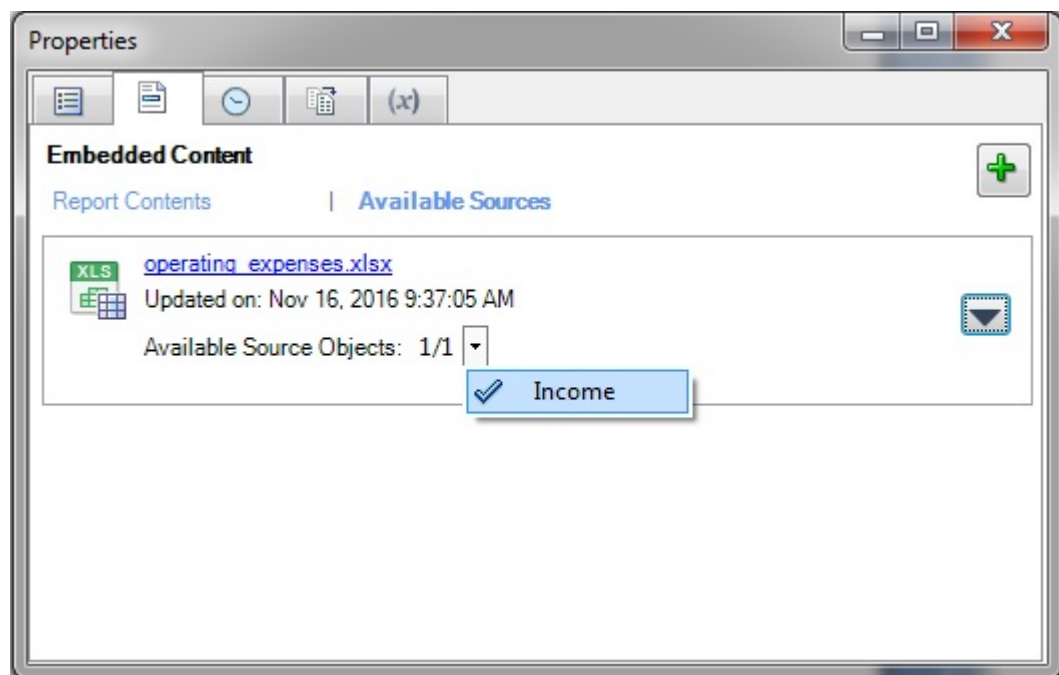 Properties
(x)
Embedded Content
Report Contents | Available Sources
XLS
operating_expenses.xlsx
Updated on: Nov 16, 2016 9:37:05 AM
Available Source Objects: 1/1
Income